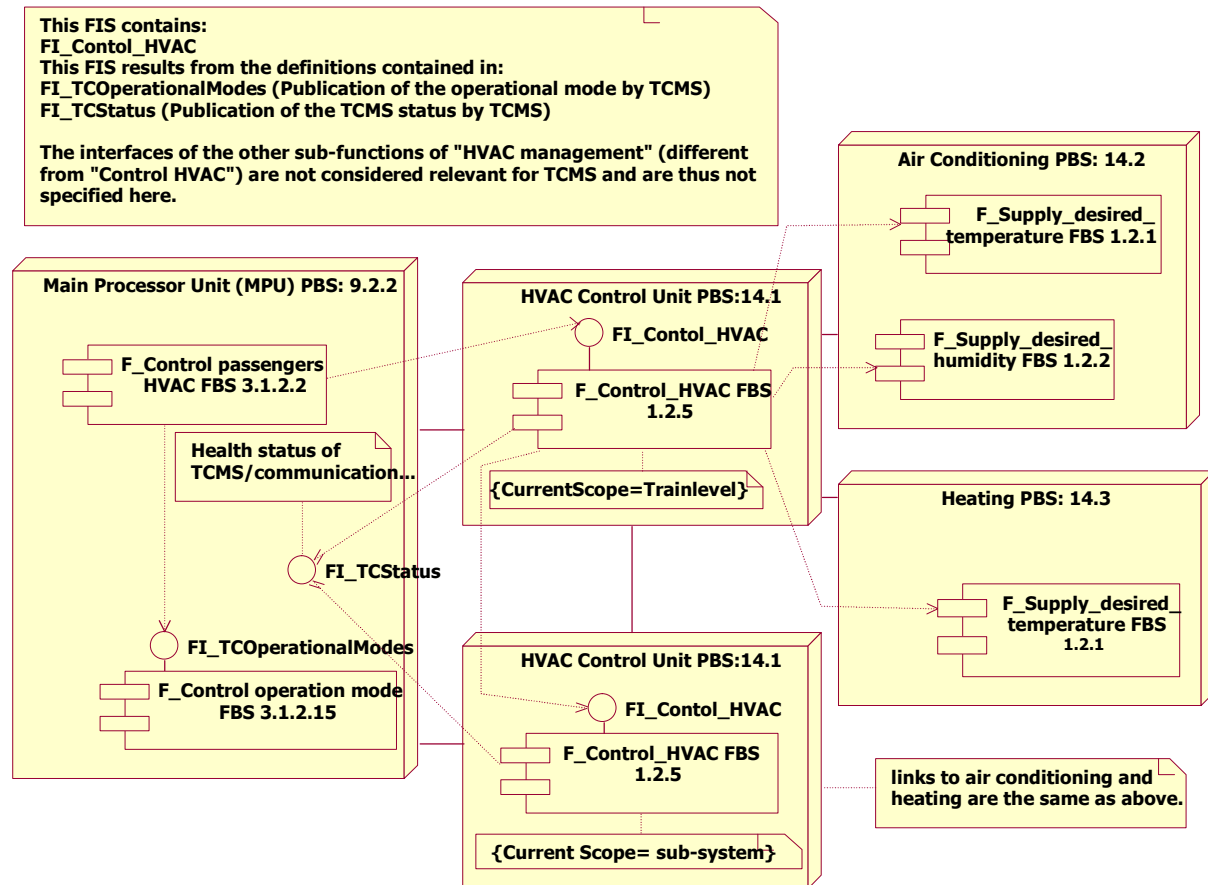 This FIS contains:
FI_Contol_HVAC
This FIS results from the definitions contained in:
FI_TCOperationalModes (Publication of the operational mode by TCMS)
FI_TCStatus (Publication of the TCMS status by TCMS)
The interfaces of the other sub-functions of "HVAC management" (different
from "Control HVAC") are not considered relevant for TCMS and are thus not
specified here.
Air Conditioning PBS: 14.2
F_Supply_desired_
temperature FBS 1.2.1
F_Supply_desired_
humidity FBS 1.2.2
Main Processor Unit (MPU) PBS: 9.2.2
F_Control passengers
HVAC FBS 3.1.2.2
Health status of
TCMS/communication...
FI_TCStatus
FI_TCOperationalModes
F_Control operation mode
FBS 3.1.2.15
HVAC Control Unit PBS:14.1
FI_Contol_HVAC
F_Control_HVAC FBS
1.2.5
{CurrentScope=Trainlevel}
Heating PBS: 14.3
F_Supply_desired_
temperature FBS
1.2.1
HVAC Control Unit PBS:14.1
FI_Contol_HVAC
F_Control_HVAC FBS
1.2.5
{Current Scope= sub-system}
links to air conditioning and
heating are the same as above.